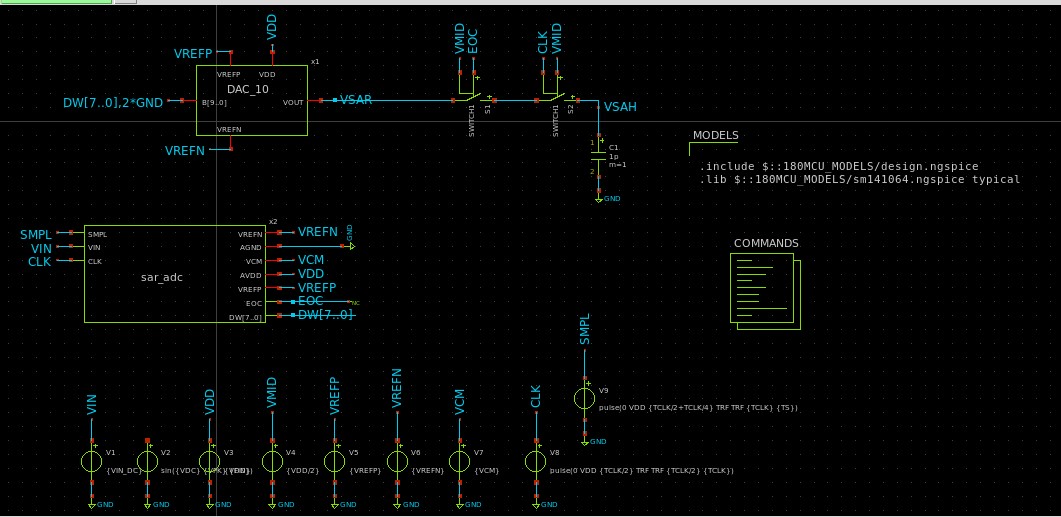 VDD
VREFP
x1
VREFP VDD
DAC_10
DW[7..0],2*GND
B[9..0]
VOUT
VSAR
VREFN
VREFN
VMID
EOC
SWITCH1
S1
CLK
VMID
SWITCH1
S2
VSAH
1
C1
1p
m=1
2
GND
MODELS
.include $::180MCU_MODELS/design.ngspice
.lib $::180MCU_MODELS/sm141064.ngspice typical
x2
SMPL
VIN
CLK
SMPL
VIN
CLK
sar_adc
VREFN
AGND
VCM
AVDD
VREFP
EOC
DW[7..0]
VREFN
GND
VCM
VDD
VREFP
EOC
NC
DW[7..0]
COMMANDS
SMPL
V9
pulse(0 VDD {TCLK/2+TCLK/4} TRF TRF {TCLK} {TS})
GND
VIN
VDD
VMID
VREFP
VREFN
VCM
CLK
V1
{VIN_DC}
V2
sin({VDC}
V3
V4
{VDD/2}
V5
{VREFP}
V6
{VREFN}
V7
{VCM}
V8
pulse(0 VDD {TCLK/2} TRF TRF {TCLK/2} {TCLK})
GND
GND
GND
GND
GND
GND
GND
GND